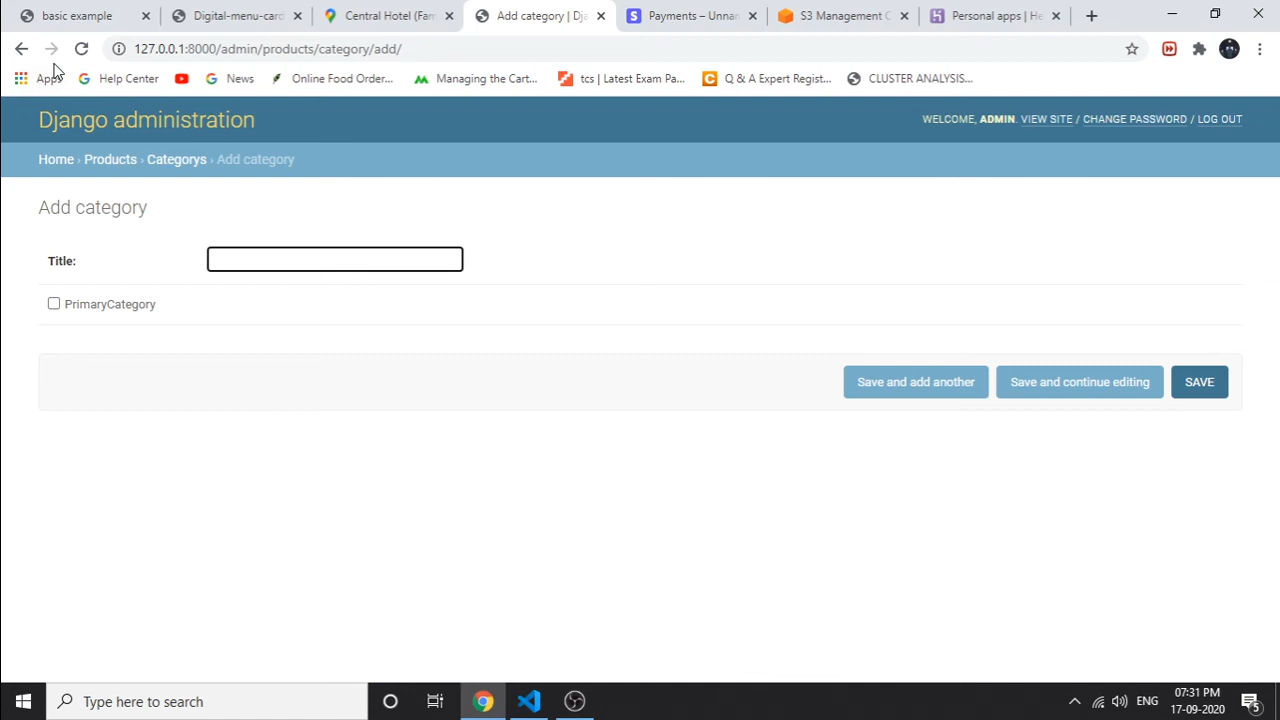 basic example
Digital-menu-card
Central Hotel (Fam
Add category | Dja
Payments – Unnan
S3 Management C
Personal apps | He
127.0.0.1:8000/admin/products/category/add/
Apps
Help Center
News
Online Food Order...
Managing the Cart...
tcs | Latest Exam Pa...
Q & A Expert Regist...
CLUSTER ANALYSIS...
Django administration
WELCOME, ADMIN. VIEW SITE / CHANGE PASSWORD / LOG OUT
Home › Products › Categorys › Add category
Add category
Title:
PrimaryCategory
Save and add another
Save and continue editing
SAVE
Type here to search
ENG
07:31 PM
17-09-2020
5